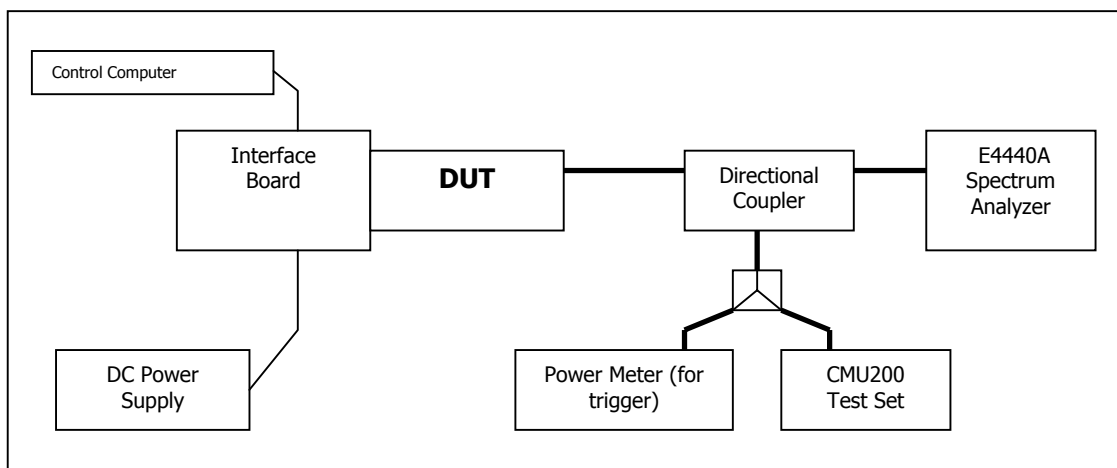 Control Computer
Interface
Board
DUT
Directional
Coupler
E4440A
Spectrum
Analyzer
DC Power
Supply
Power Meter (for
trigger)
CMU200
Test Set